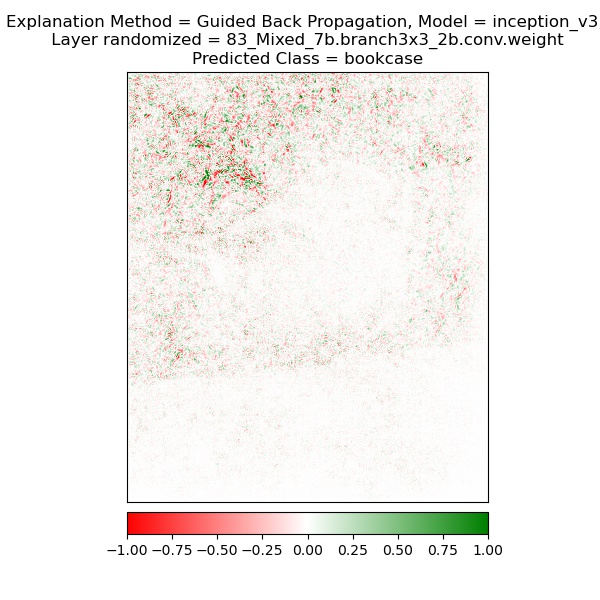 Explanation Method = Guided Back Propagation, Model = inception_v3
Layer randomized = 83_Mixed_7b.branch3x3_2b.conv.weight
Predicted Class = bookcase
−1.00 −0.75 −0.50 −0.25 0.00 0.25 0.50 0.75 1.00